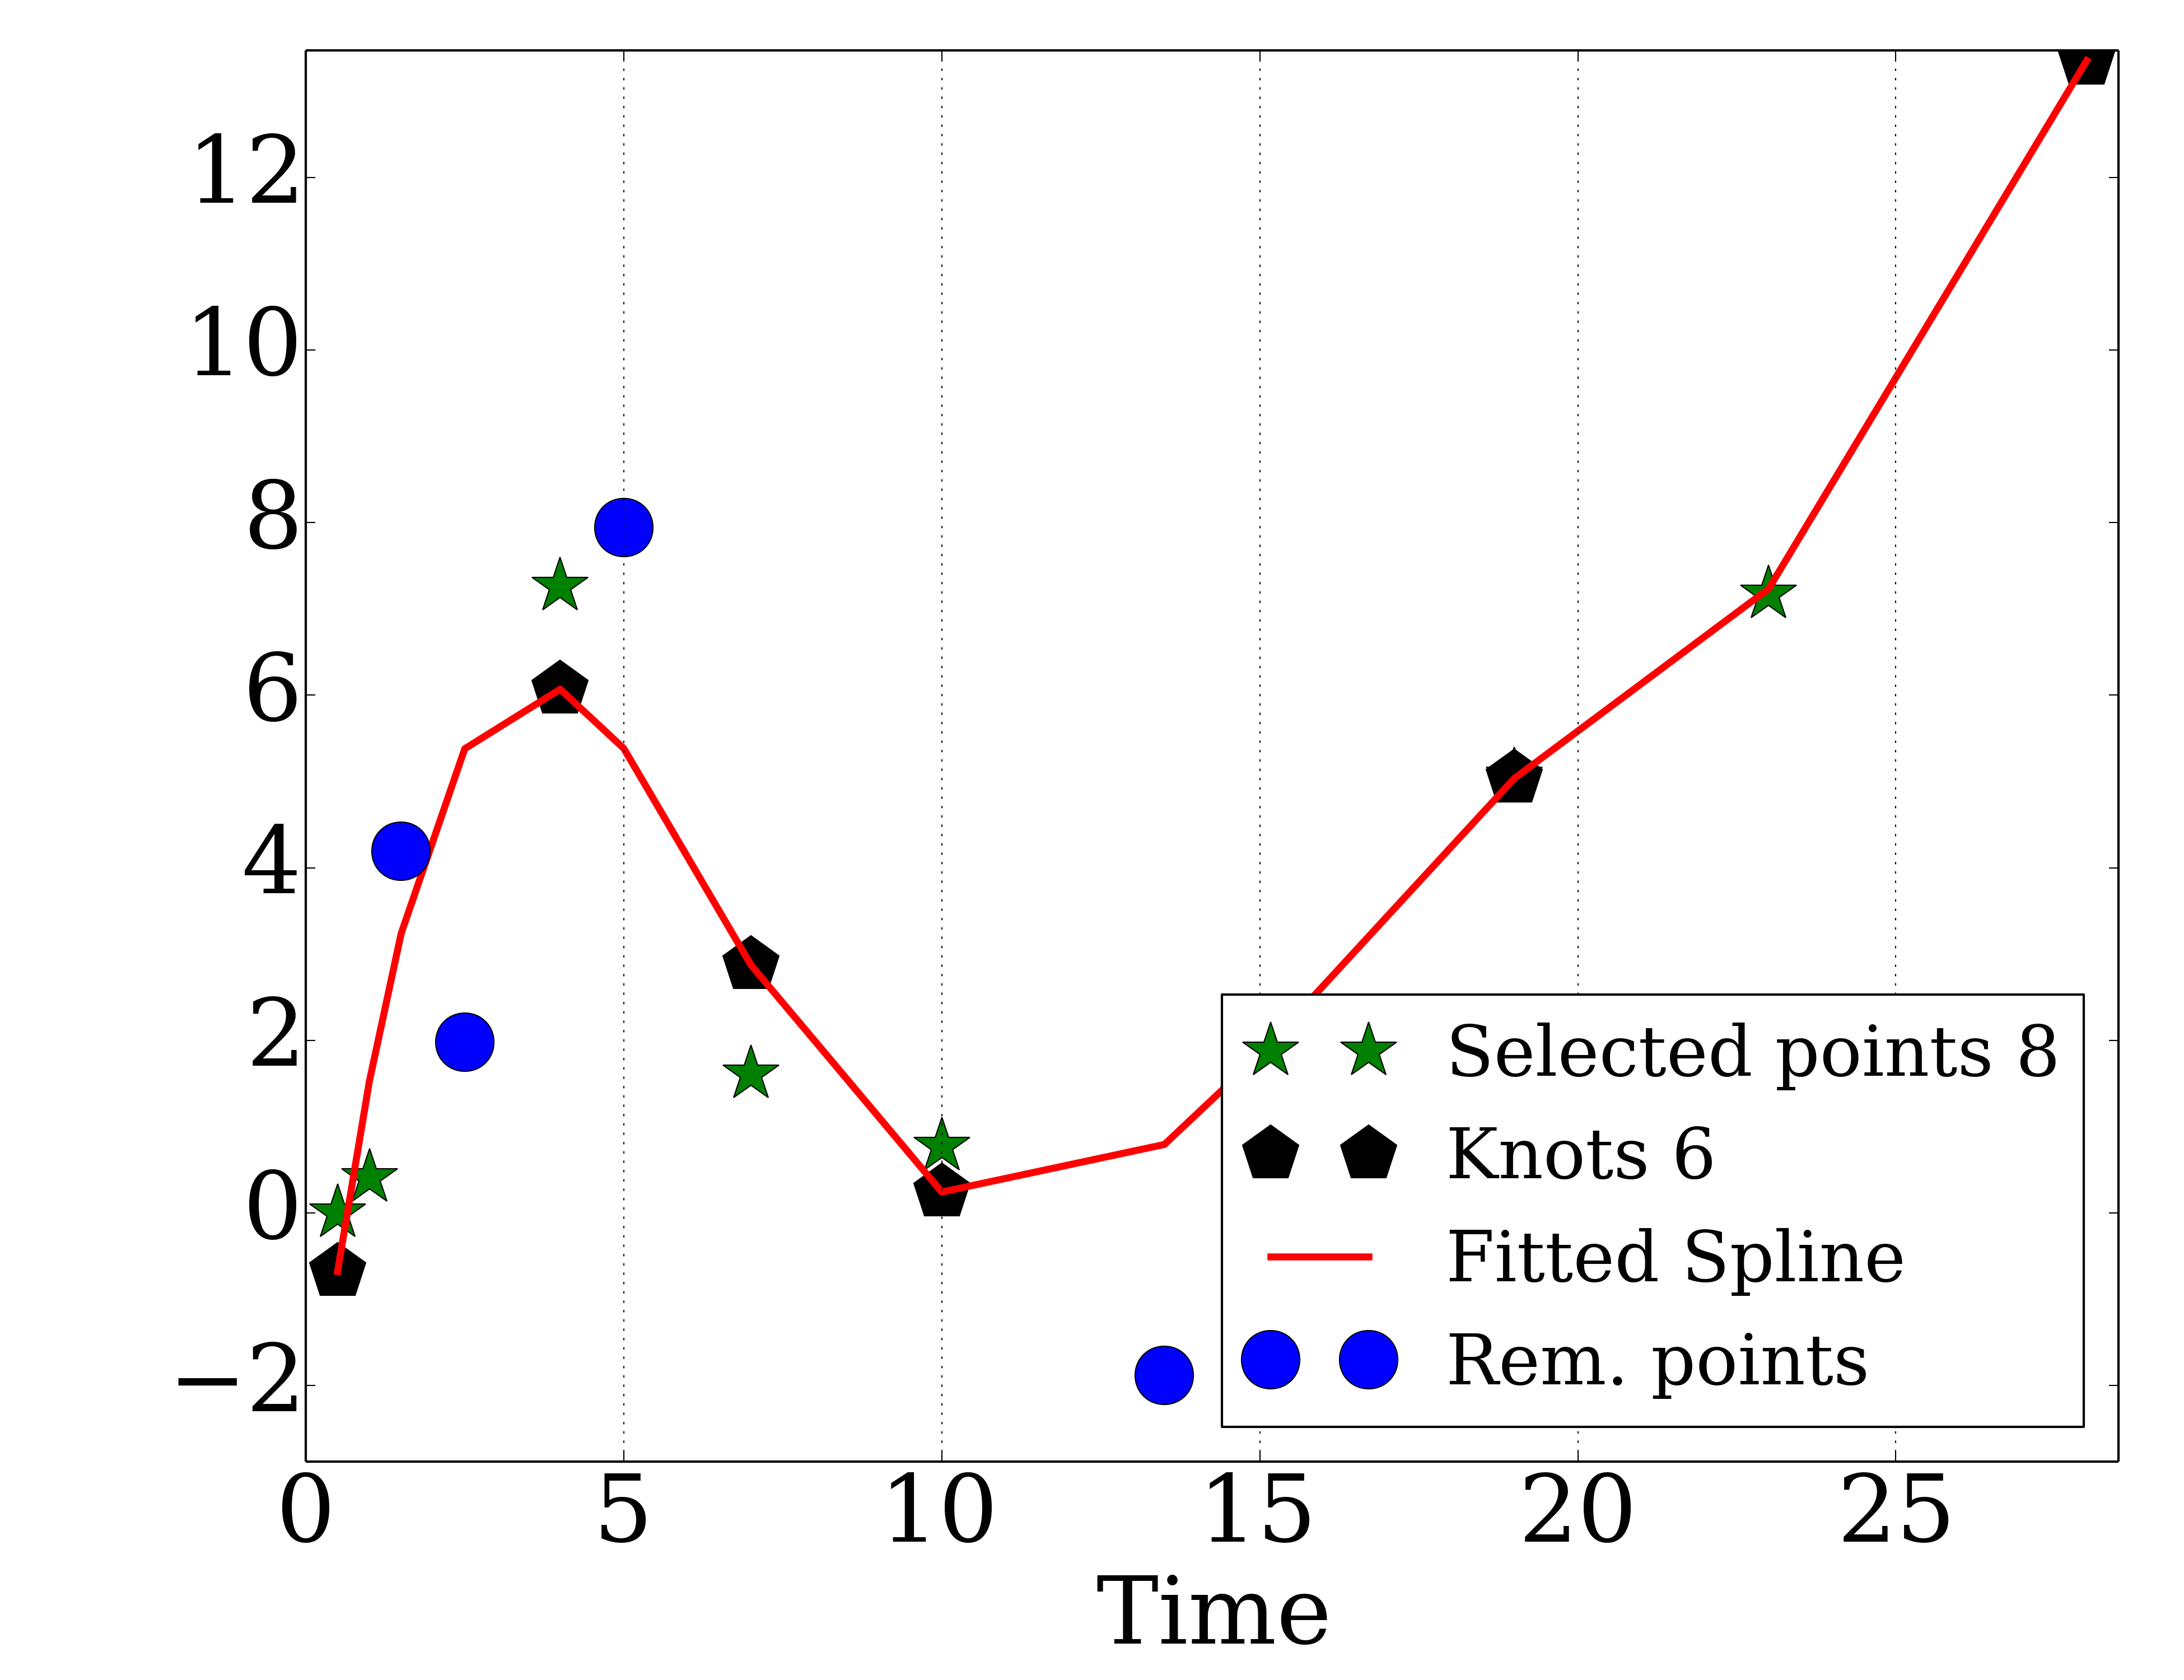 12
10
8
6
4
2
0
−2
Selected points 8
Knots 6
Fitted Spline
Rem. points
0 5 10 15 20 25
Time